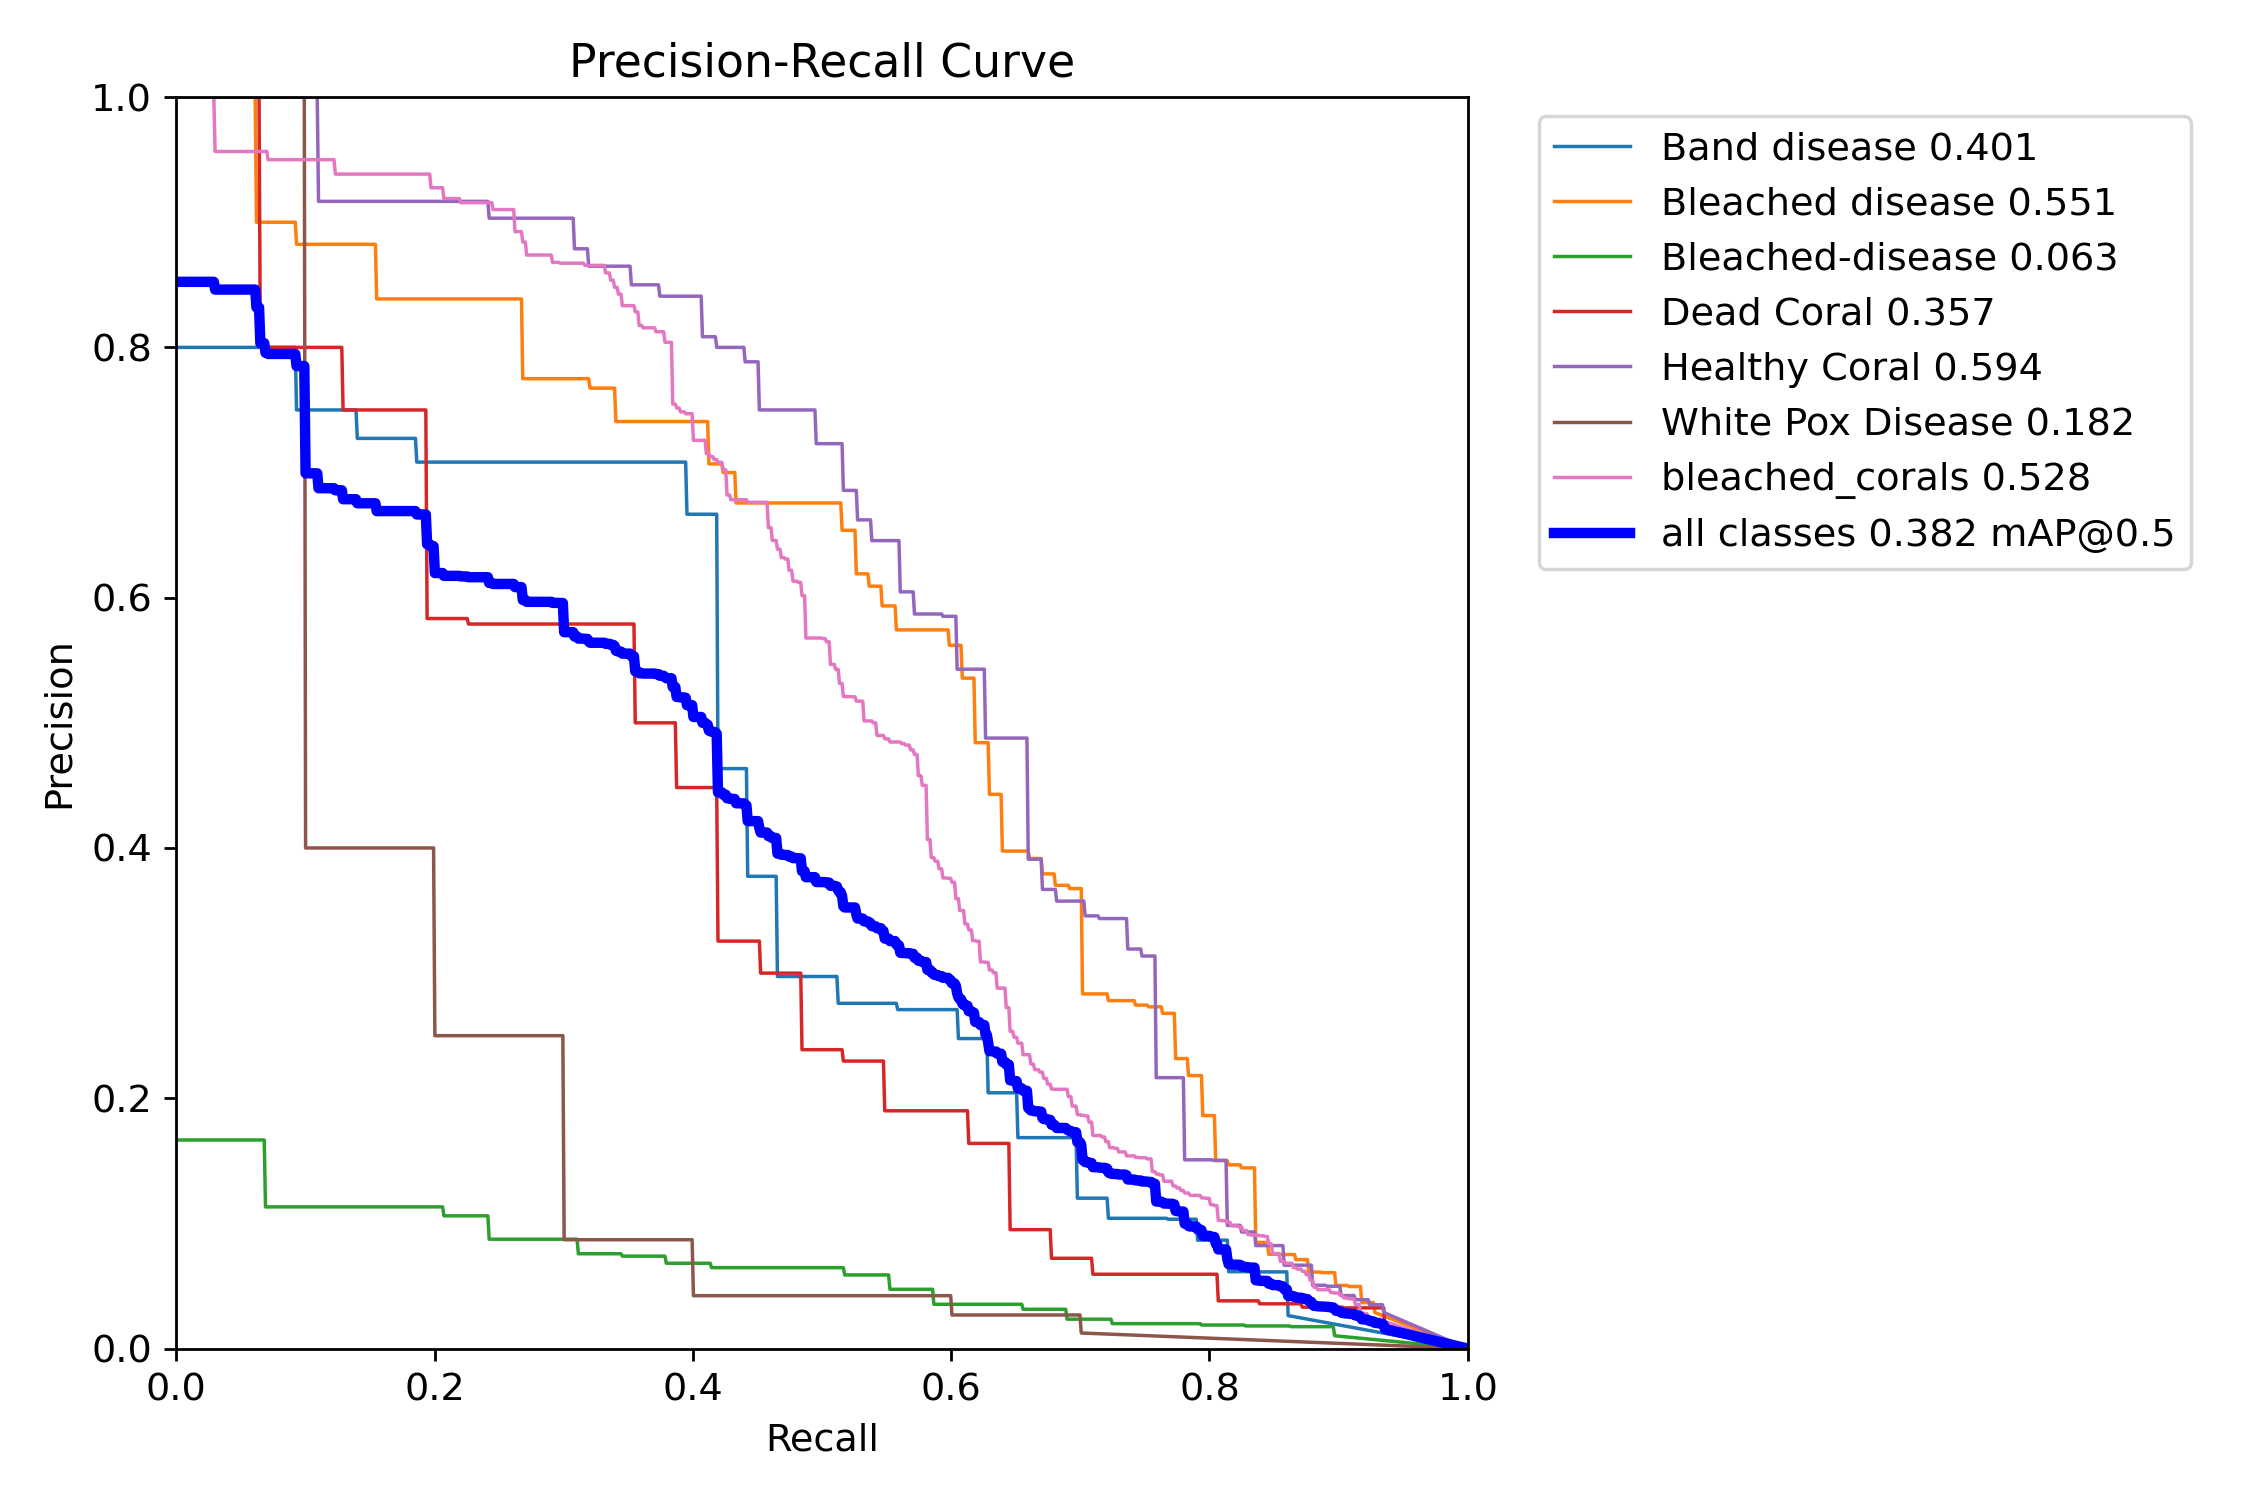 Precision-Recall Curve
1.0
0.8
0.6
0.4
0.2
0.0
Precision
0.0 0.2 0.4 0.6 0.8 1.0
Recall
Band disease 0.401
Bleached disease 0.551
Bleached-disease 0.063
Dead Coral 0.357
Healthy Coral 0.594
White Pox Disease 0.182
bleached_corals 0.528
all classes 0.382 mAP@0.5